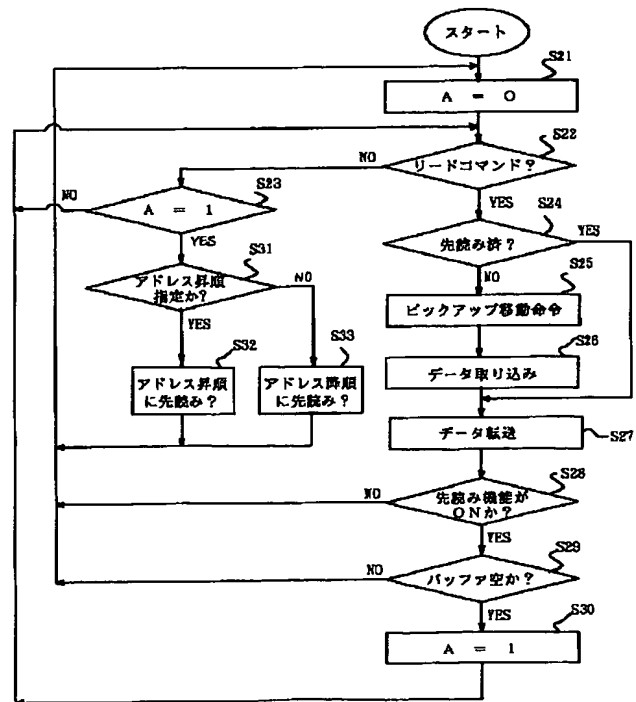 スタート
S21
A = 0
S22
リードコマンド?
NO
YES
S23
A = 1
NO
YES
S24
先読み済?
YES
NO
S31
アドレス昇順
指定か?
NO
YES
S25
ピックアップ移動命令
S32
アドレス昇順
に先読み?
S33
アドレス降順
に先読み?
S26
データ取り込み
データ転送
S27
S28
先読み機能が
ONか?
NO
YES
S29
バッファ空か?
NO
YES
S30
A = 1